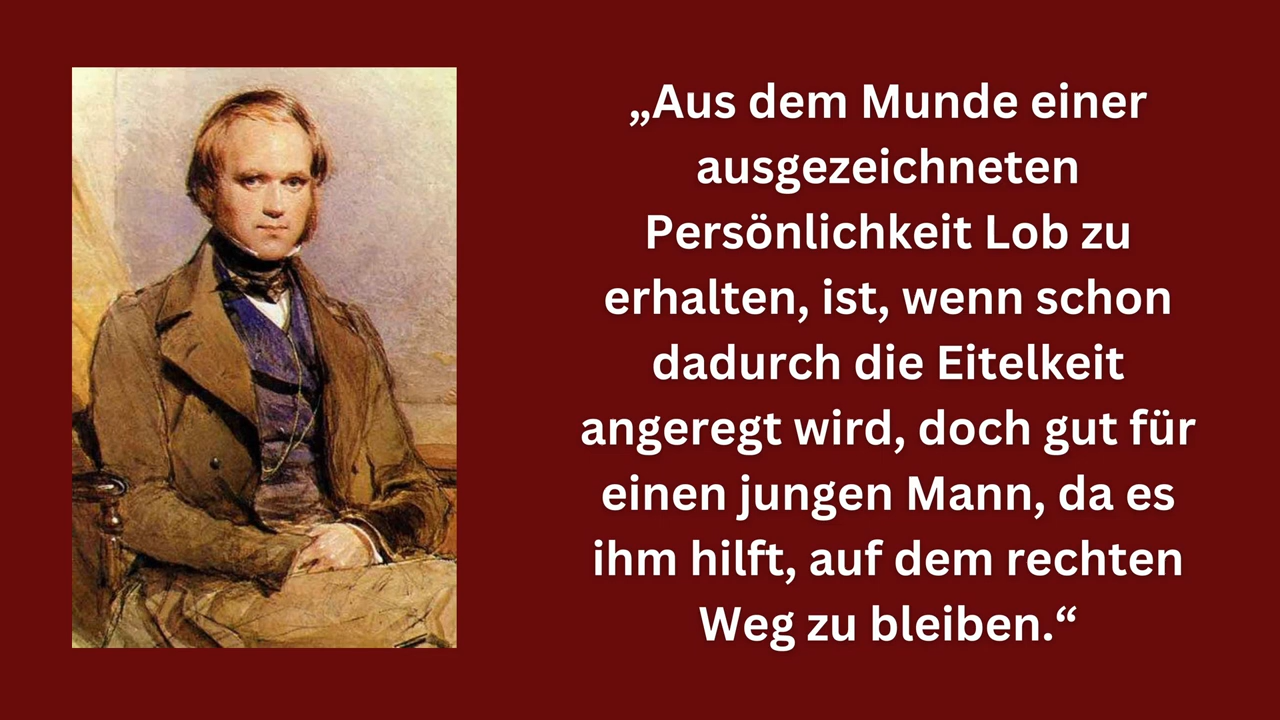 „Aus dem Munde einer
ausgezeichneten
Persönlichkeit Lob zu
erhalten, ist, wenn schon
dadurch die Eitelkeit
angeregt wird, doch gut für
einen jungen Mann, da es
ihm hilft, auf dem rechten
Weg zu bleiben.“